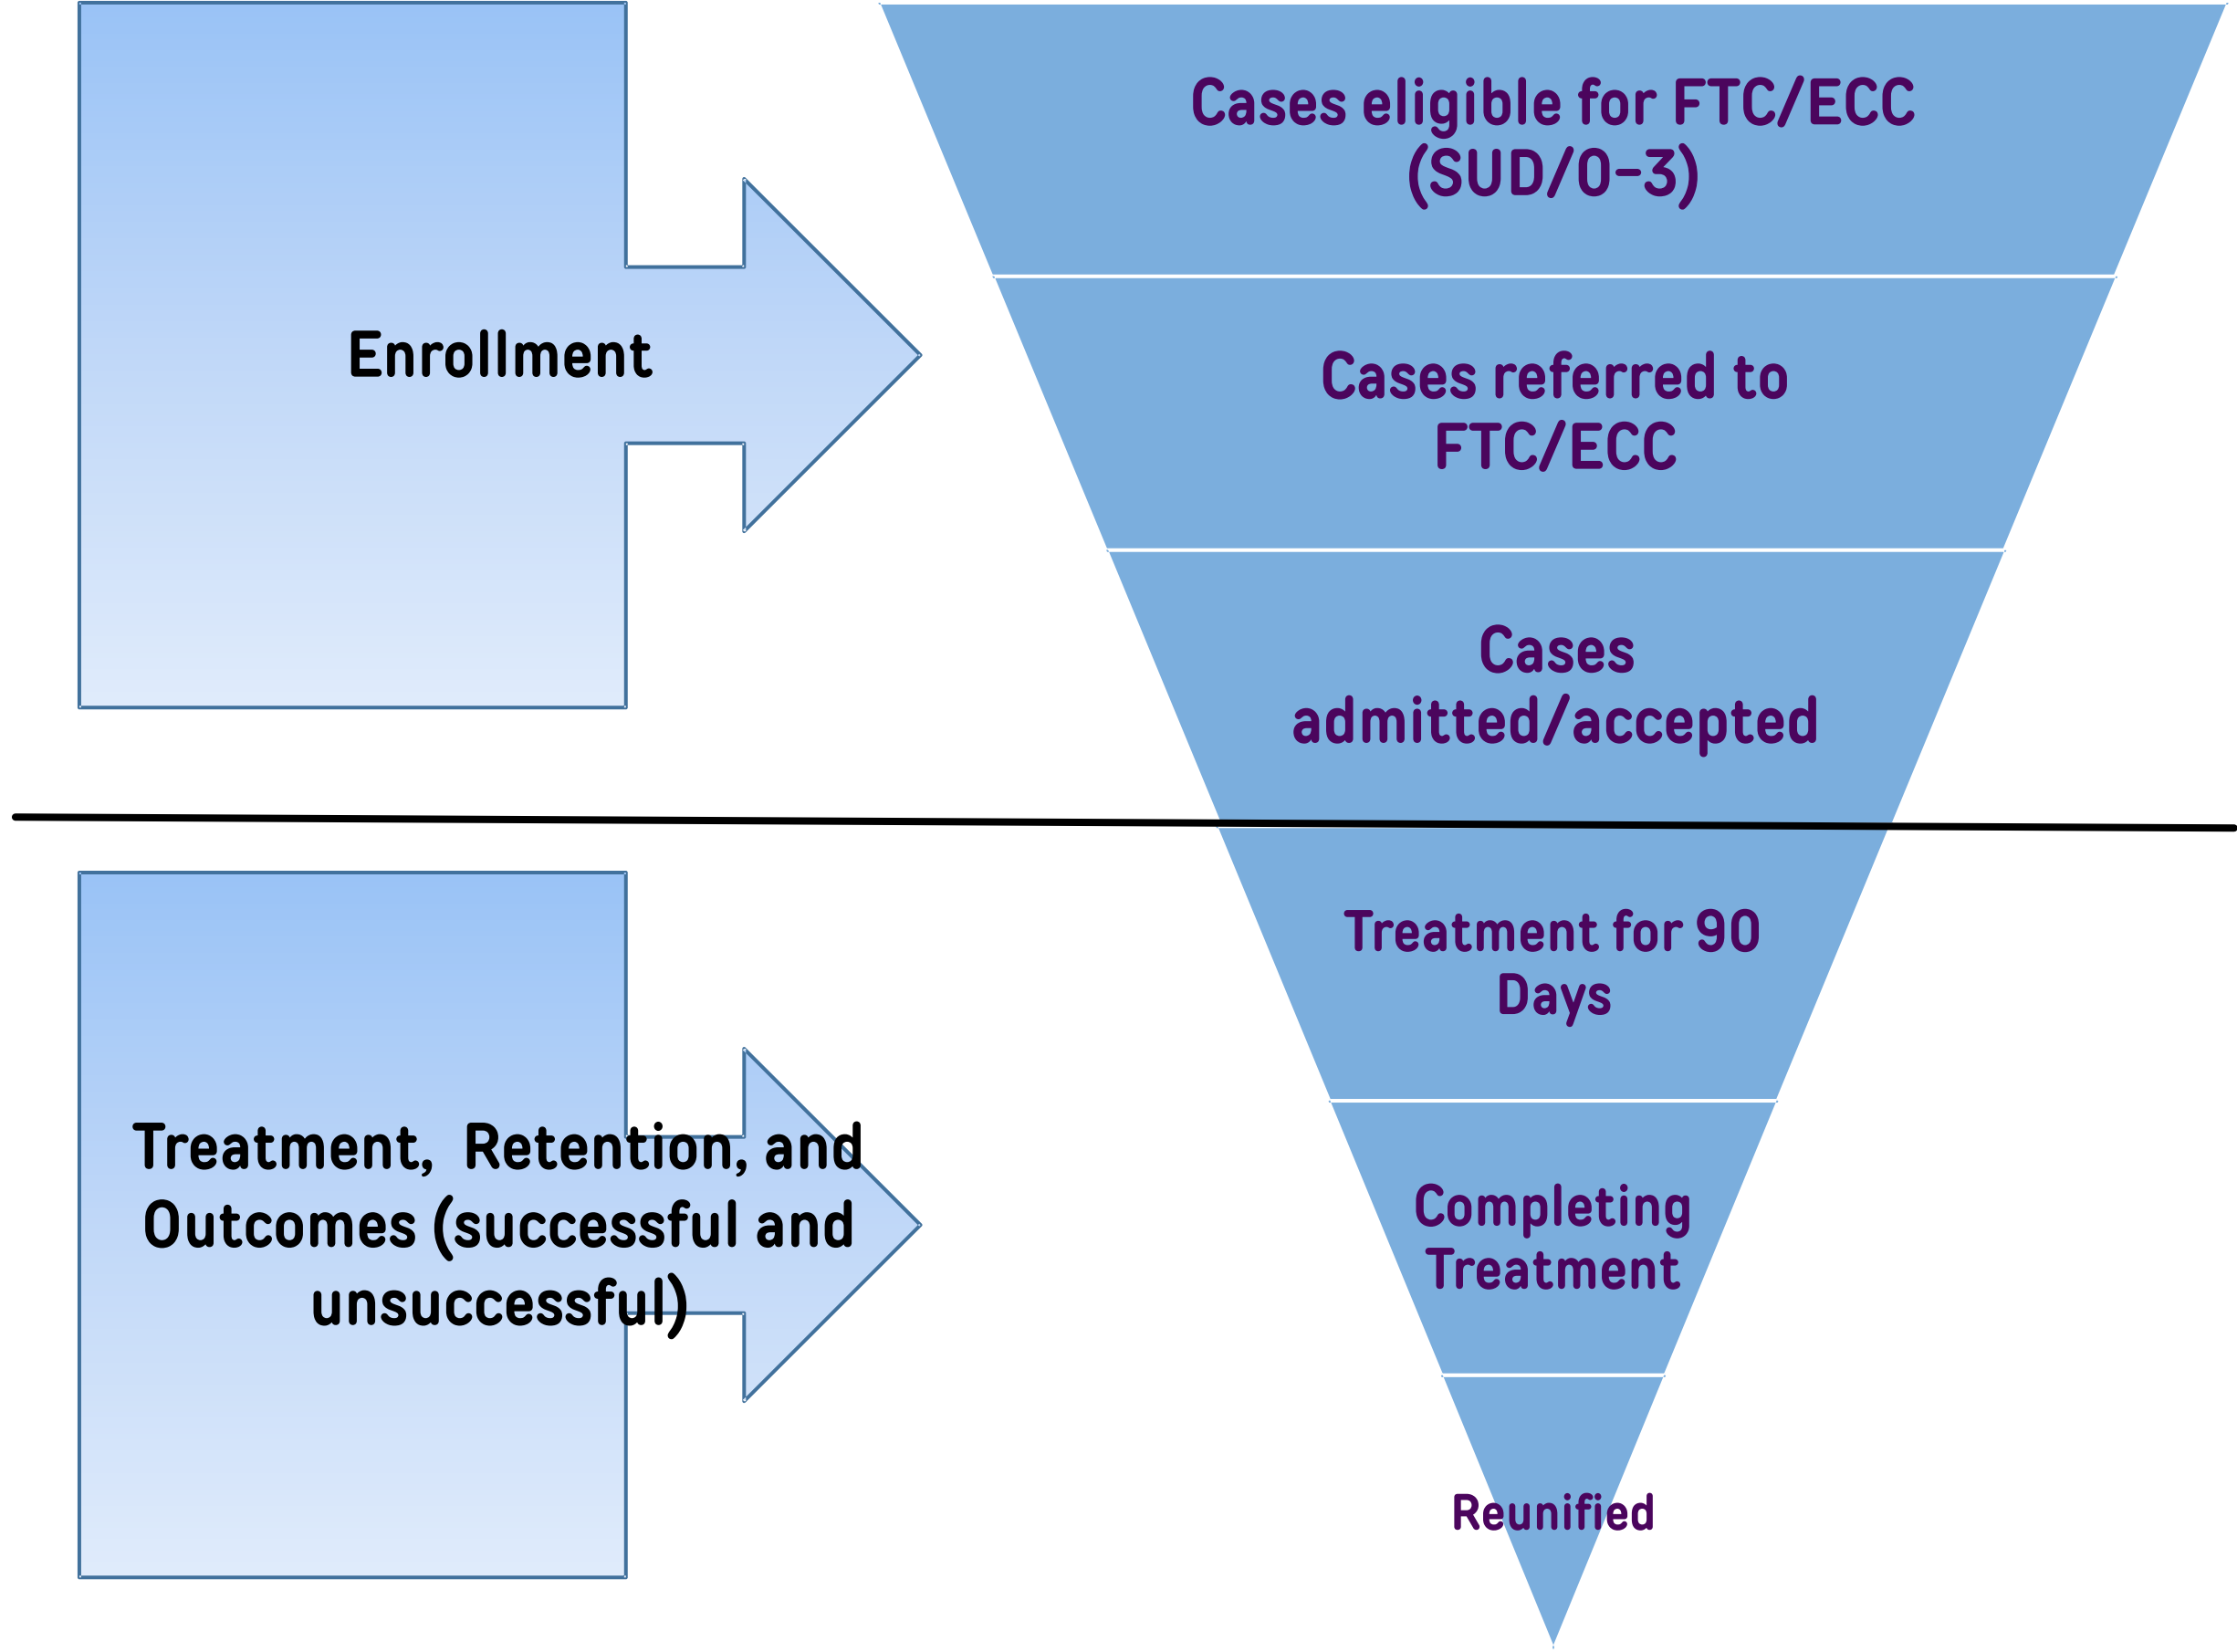 Enrollment
Cases eligible for FTC/ECC
(SUD/0-3)
Cases referred to
FTC/ECC
Cases
admitted/accepted
Treatment, Retention, and
Outcomes (successful and
unsuccessful)
Treatment for 90
Days
Completing
Treatment
Reunified